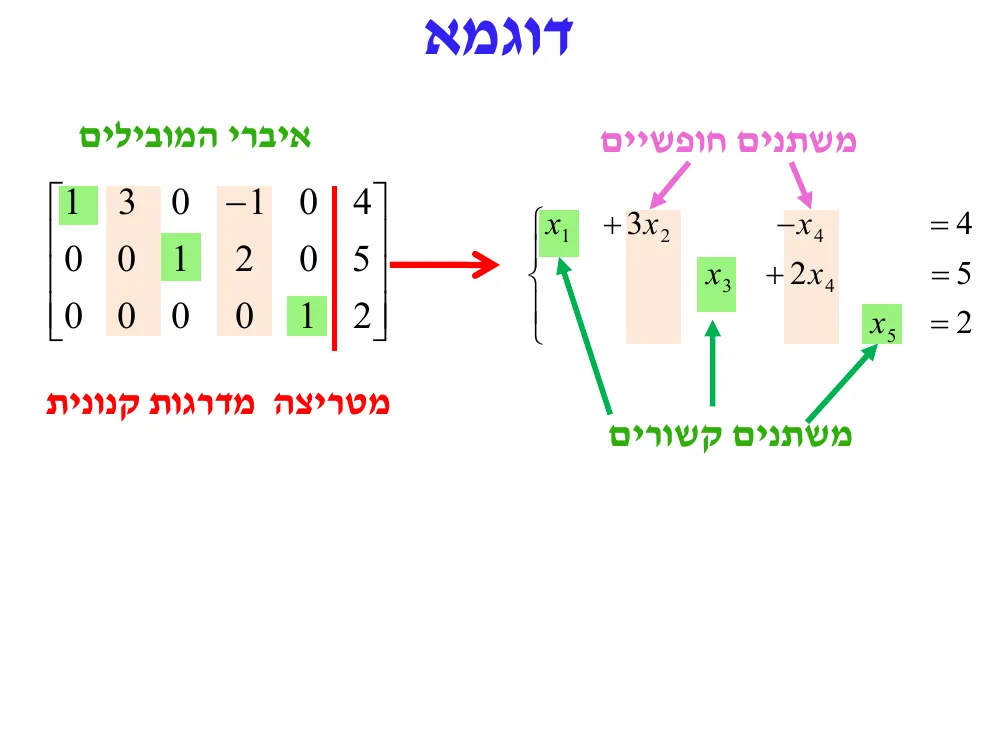 דוגמא
איברי המובילים
משתנים חופשיים
1 3 0 −1 0 4
0 0 1 2 0 5
0 0 0 0 1 2
x₁ + 3x₂ − x₄ = 4
x₃ + 2x₄ = 5
x₅ = 2
מטריצה מדרגות קנונית
משתנים קשורים